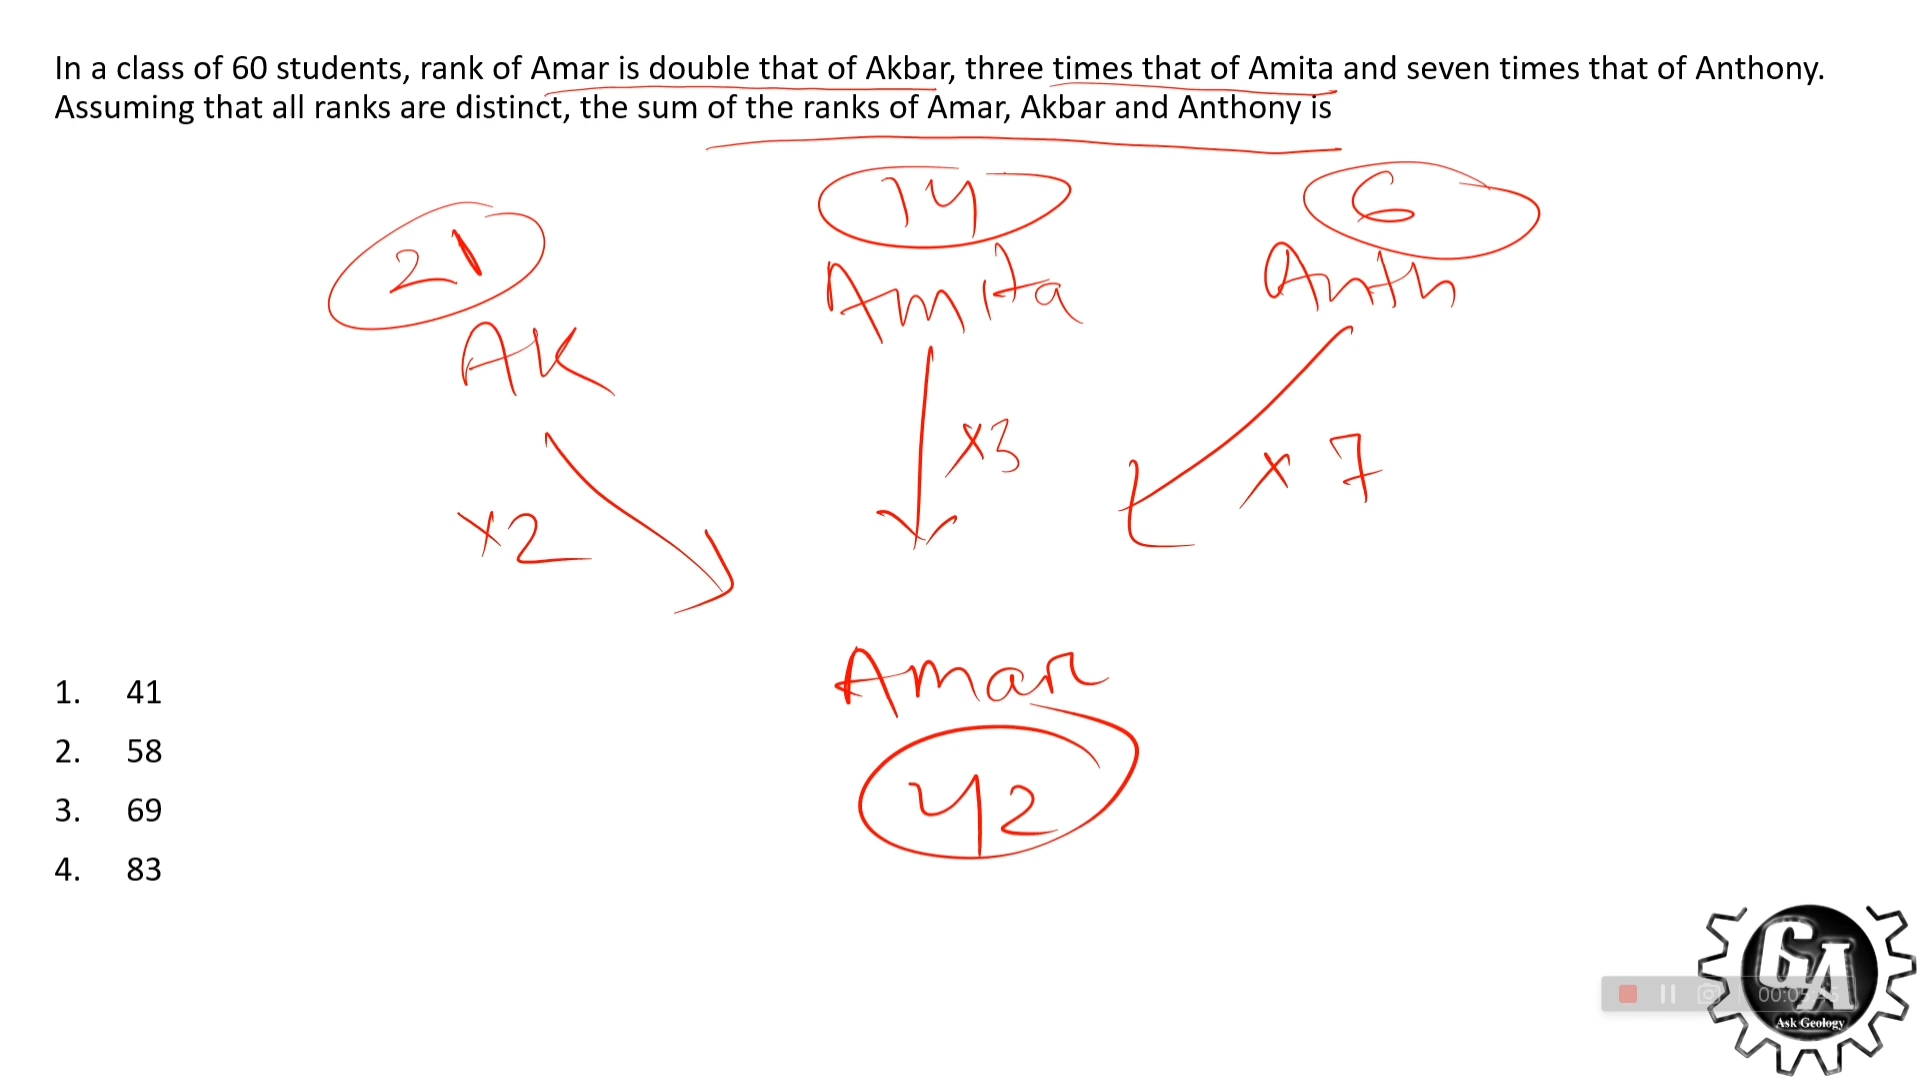 In a class of 60 students, rank of Amar is double that of Akbar, three times that of Amita and seven times that of Anthony.
Assuming that all ranks are distinct, the sum of the ranks of Amar, Akbar and Anthony is
21
14
6
AK
Amita
Anth
×2
×3
× 7
Amar
42
1. 41
2. 58
3. 69
4. 83
GA
Ask Geology